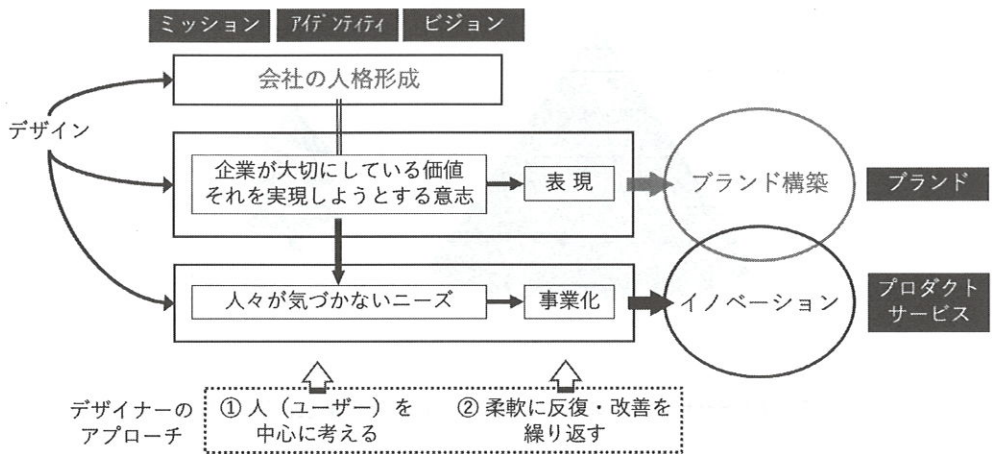 ミッション
アイデンティティ
ビジョン
会社の人格形成
デザイン
企業が大切にしている価値
それを実現しようとする意志
表現
ブランド構築
ブランド
人々が気づかないニーズ
事業化
イノベーション
プロダクト
サービス
デザイナーの
アプローチ
① 人（ユーザー）を
中心に考える
② 柔軟に反復・改善を
繰り返す